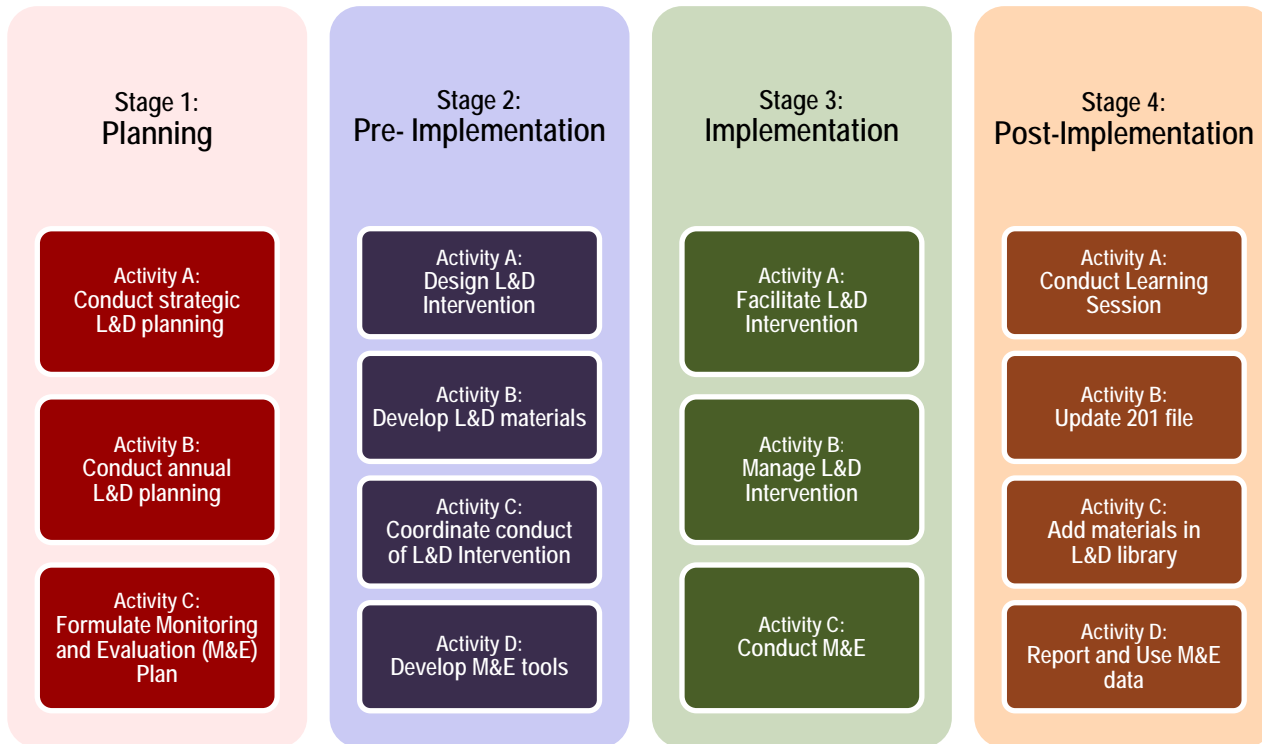 Stage 1:
Planning
Activity A:
Conduct strategic
L&D planning
Activity B:
Conduct annual
L&D planning
Activity C:
Formulate Monitoring
and Evaluation (M&E)
Plan
Stage 2:
Pre- Implementation
Activity A:
Design L&D
Intervention
Activity B:
Develop L&D materials
Activity C:
Coordinate conduct
of L&D Intervention
Activity D:
Develop M&E tools
Stage 3:
Implementation
Activity A:
Facilitate L&D
Intervention
Activity B:
Manage L&D
Intervention
Activity C:
Conduct M&E
Stage 4:
Post-Implementation
Activity A:
Conduct Learning
Session
Activity B:
Update 201 file
Activity C:
Add materials in
L&D library
Activity D:
Report and Use M&E
data